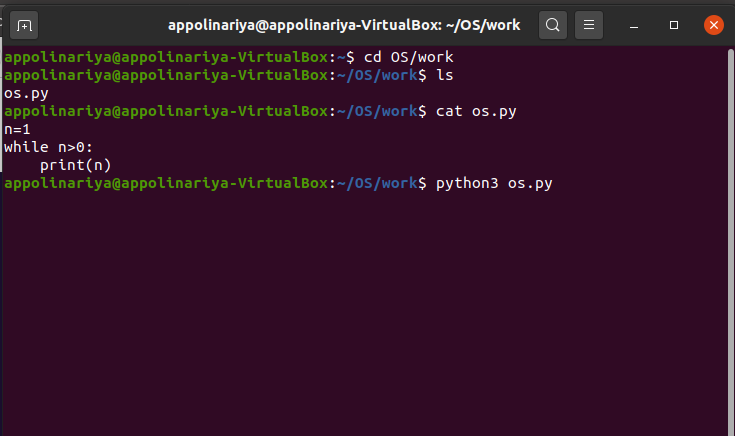 appolinariya@appolinariya-VirtualBox: ~/OS/work
appolinariya@appolinariya-VirtualBox:~$ cd OS/work
appolinariya@appolinariya-VirtualBox:~/OS/work$ ls
os.py
appolinariya@appolinariya-VirtualBox:~/OS/work$ cat os.py
n=1
while n>0:
    print(n)
appolinariya@appolinariya-VirtualBox:~/OS/work$ python3 os.py